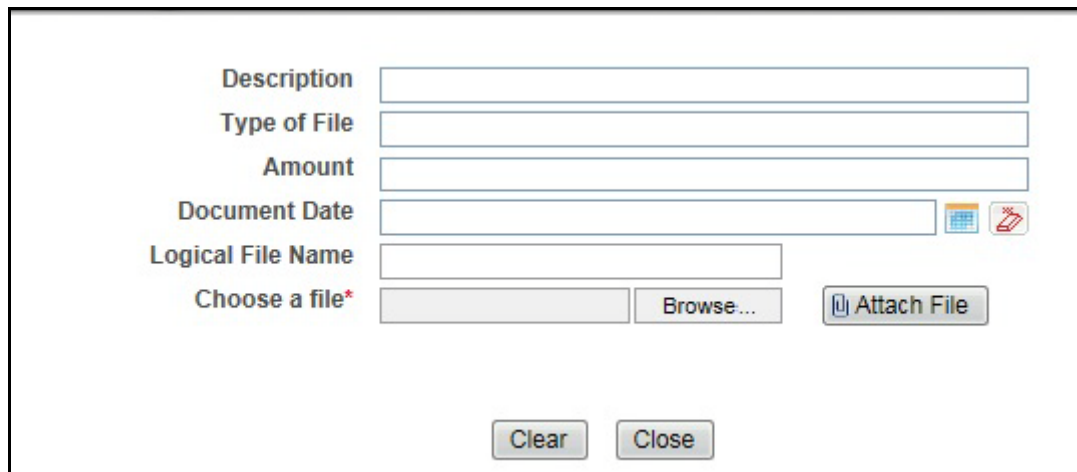 Description
Type of File
Amount
Document Date
Logical File Name
Choose a file* Browse... Attach File
Clear Close